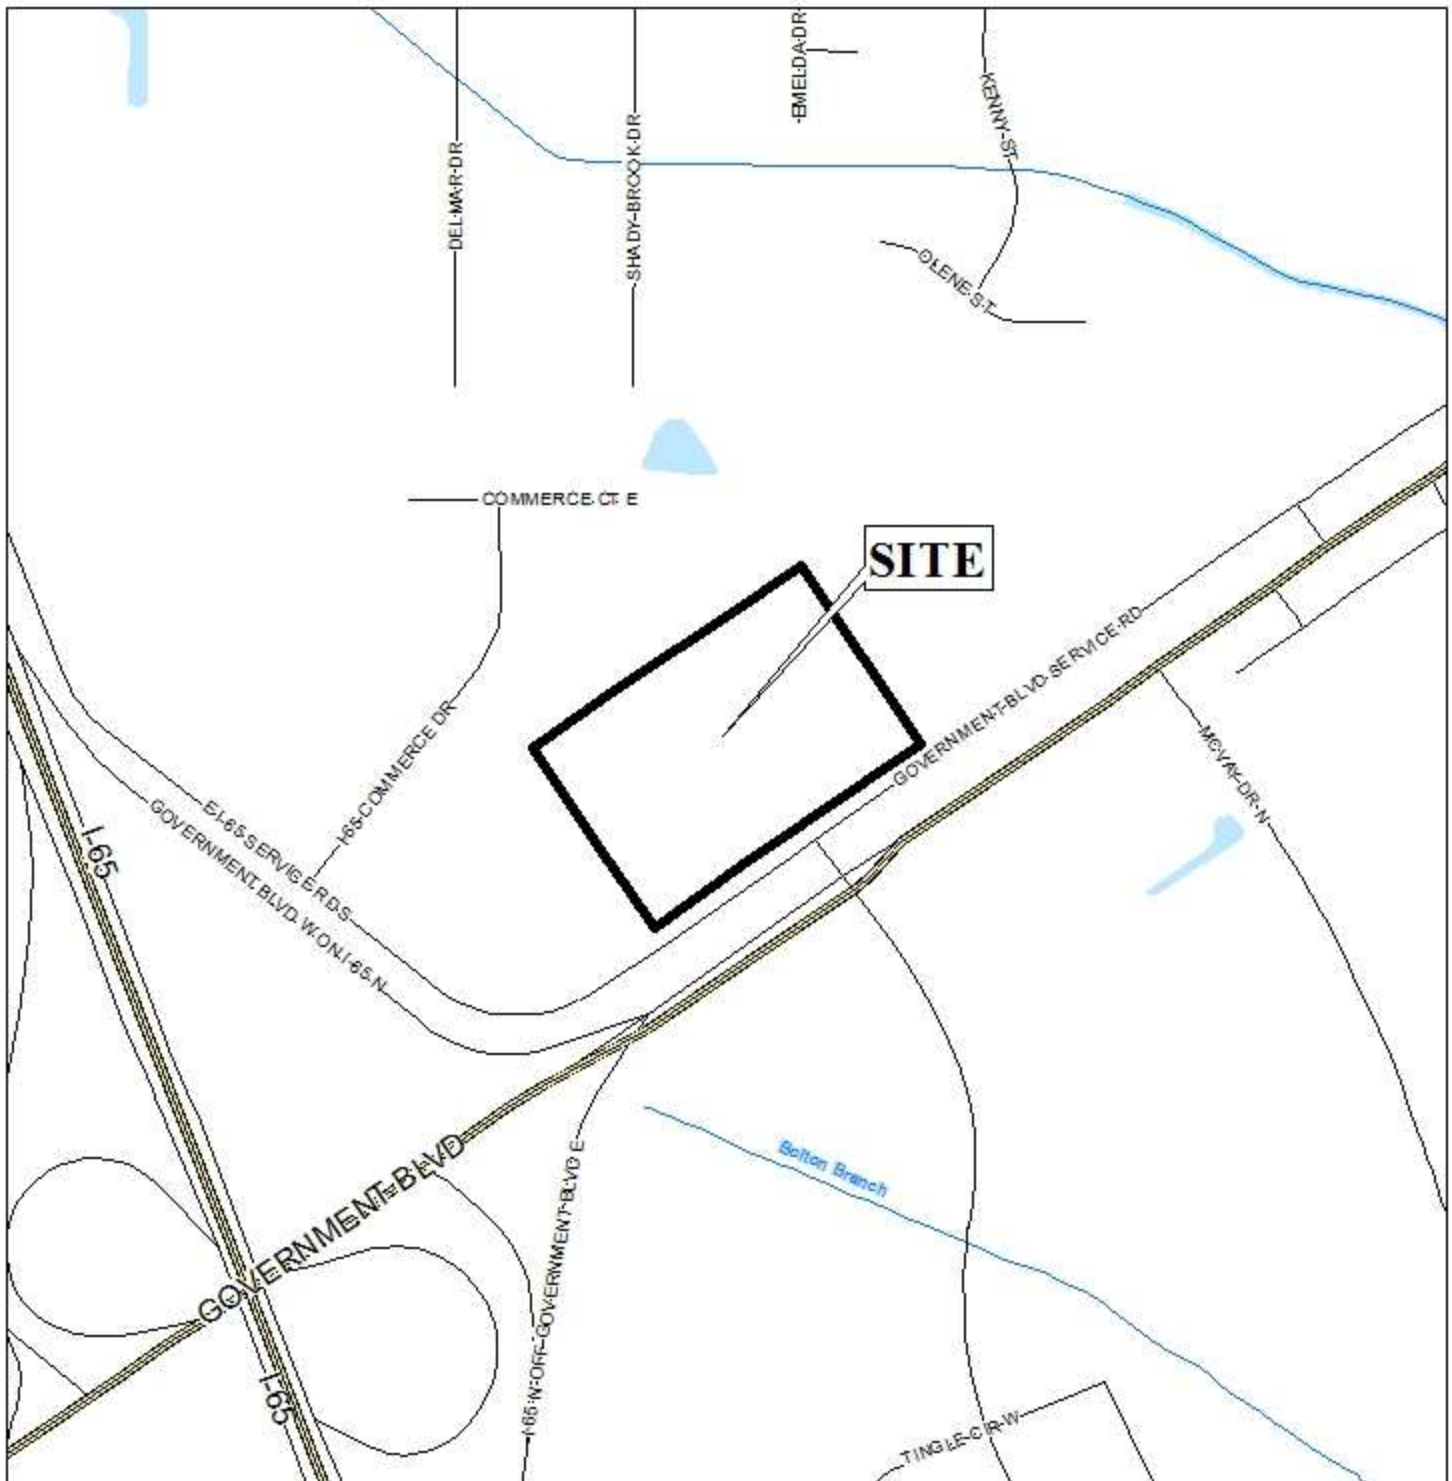 EMELDA DR
KENNY ST
DEL MAR DR
SHADY BROOK DR
OLENE ST
COMMERCE CT E
SITE
GOVERNMENT BLVD SERVICE RD
I-65 COMMERCE DR
MCVAY DR N
E I-65 SERVICE RD S
GOVERNMENT BLVD W ON I-65 N
I-65
Bolton Branch
GOVERNMENT BLVD
I-65 N OFF GOVERNMENT BLVD E
I-65
TINGLE CIR W